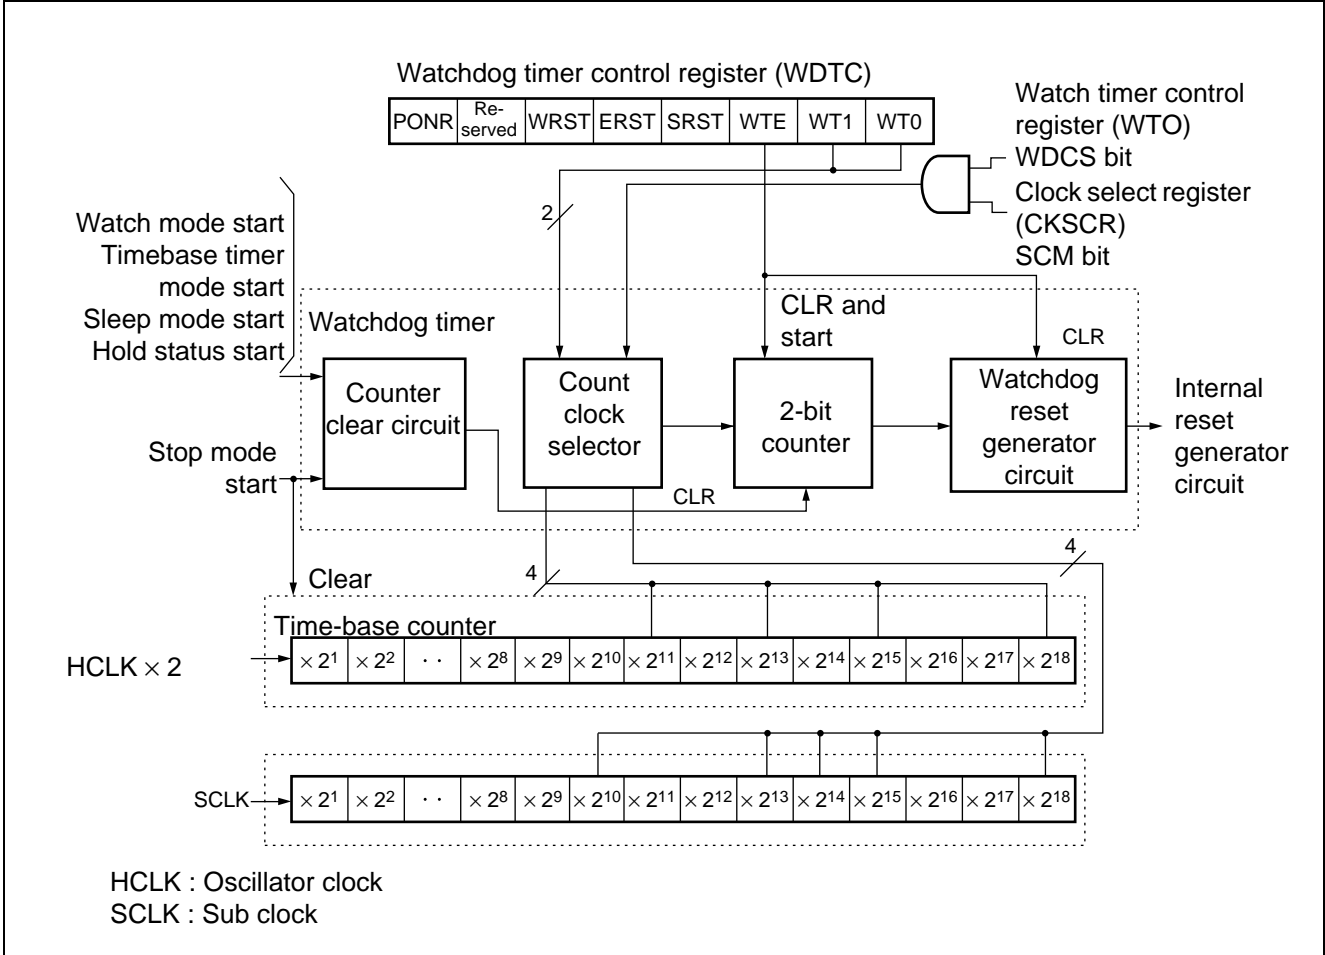 Watchdog timer control register (WDTC)
PONR Re-served WRST ERST SRST WTE WT1 WT0
Watch timer control
register (WTO)
WDCS bit
Clock select register
(CKSCR)
SCM bit
2
Watch mode start
Timebase timer
mode start
Sleep mode start
Hold status start
Watchdog timer
CLR and
start
CLR
Counter
clear circuit
Count
clock
selector
2-bit
counter
Watchdog
reset
generator
circuit
Internal
reset
generator
circuit
Stop mode
start
CLR
4
4
Clear
Time-base counter
HCLK × 2
× 2¹ × 2² ·· × 2⁸ × 2⁹ × 2¹⁰ × 2¹¹ × 2¹² × 2¹³ × 2¹⁴ × 2¹⁵ × 2¹⁶ × 2¹⁷ × 2¹⁸
SCLK
× 2¹ × 2² ·· × 2⁸ × 2⁹ × 2¹⁰ × 2¹¹ × 2¹² × 2¹³ × 2¹⁴ × 2¹⁵ × 2¹⁶ × 2¹⁷ × 2¹⁸
HCLK : Oscillator clock
SCLK : Sub clock